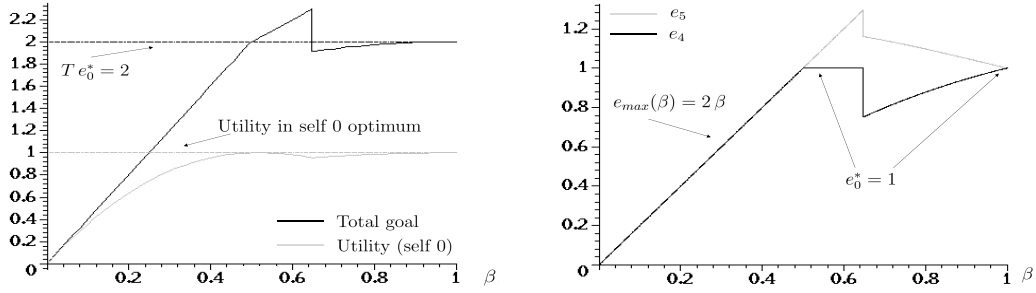 2.2
2
1.8
1.6
1.4
1.2
1
0.8
0.6
0.4
0.2
0
0.2
0.4
0.6
0.8
1
β
T e₀* = 2
Utility in self 0 optimum
Total goal
Utility (self 0)
e₅
e₄
1.2
1
0.8
0.6
0.4
0.2
0
0.2
0.4
0.6
0.8
1
β
eₘₐₓ(β) = 2 β
e₀* = 1